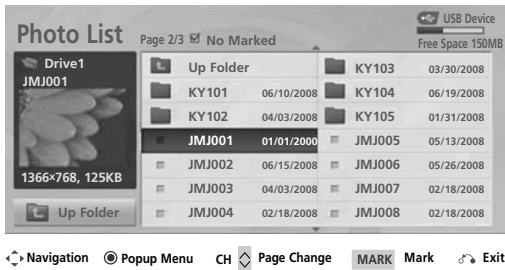 USB Device
Photo List
Page 2/3 No Marked
Free Space 150MB
Drive1
JMJ001
1366×768, 125KB
Up Folder
Up Folder
KY101 06/10/2008
KY102 04/03/2008
JMJ001 01/01/2000
JMJ002 06/15/2008
JMJ003 04/03/2008
JMJ004 02/18/2008
KY103 03/30/2008
KY104 06/19/2008
KY105 01/31/2008
JMJ005 05/13/2008
JMJ006 05/26/2008
JMJ007 02/18/2008
JMJ008 02/18/2008
Navigation Popup Menu CH Page Change MARK Mark Exit